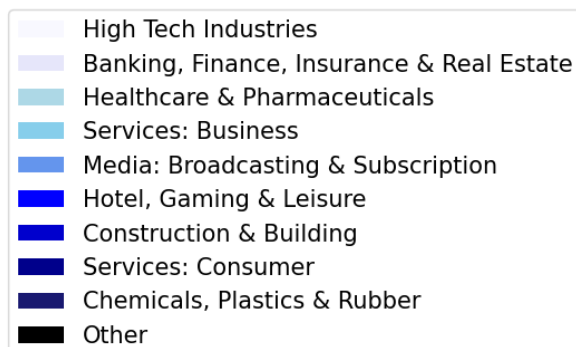 High Tech Industries
Banking, Finance, Insurance & Real Estate
Healthcare & Pharmaceuticals
Services: Business
Media: Broadcasting & Subscription
Hotel, Gaming & Leisure
Construction & Building
Services: Consumer
Chemicals, Plastics & Rubber
Other